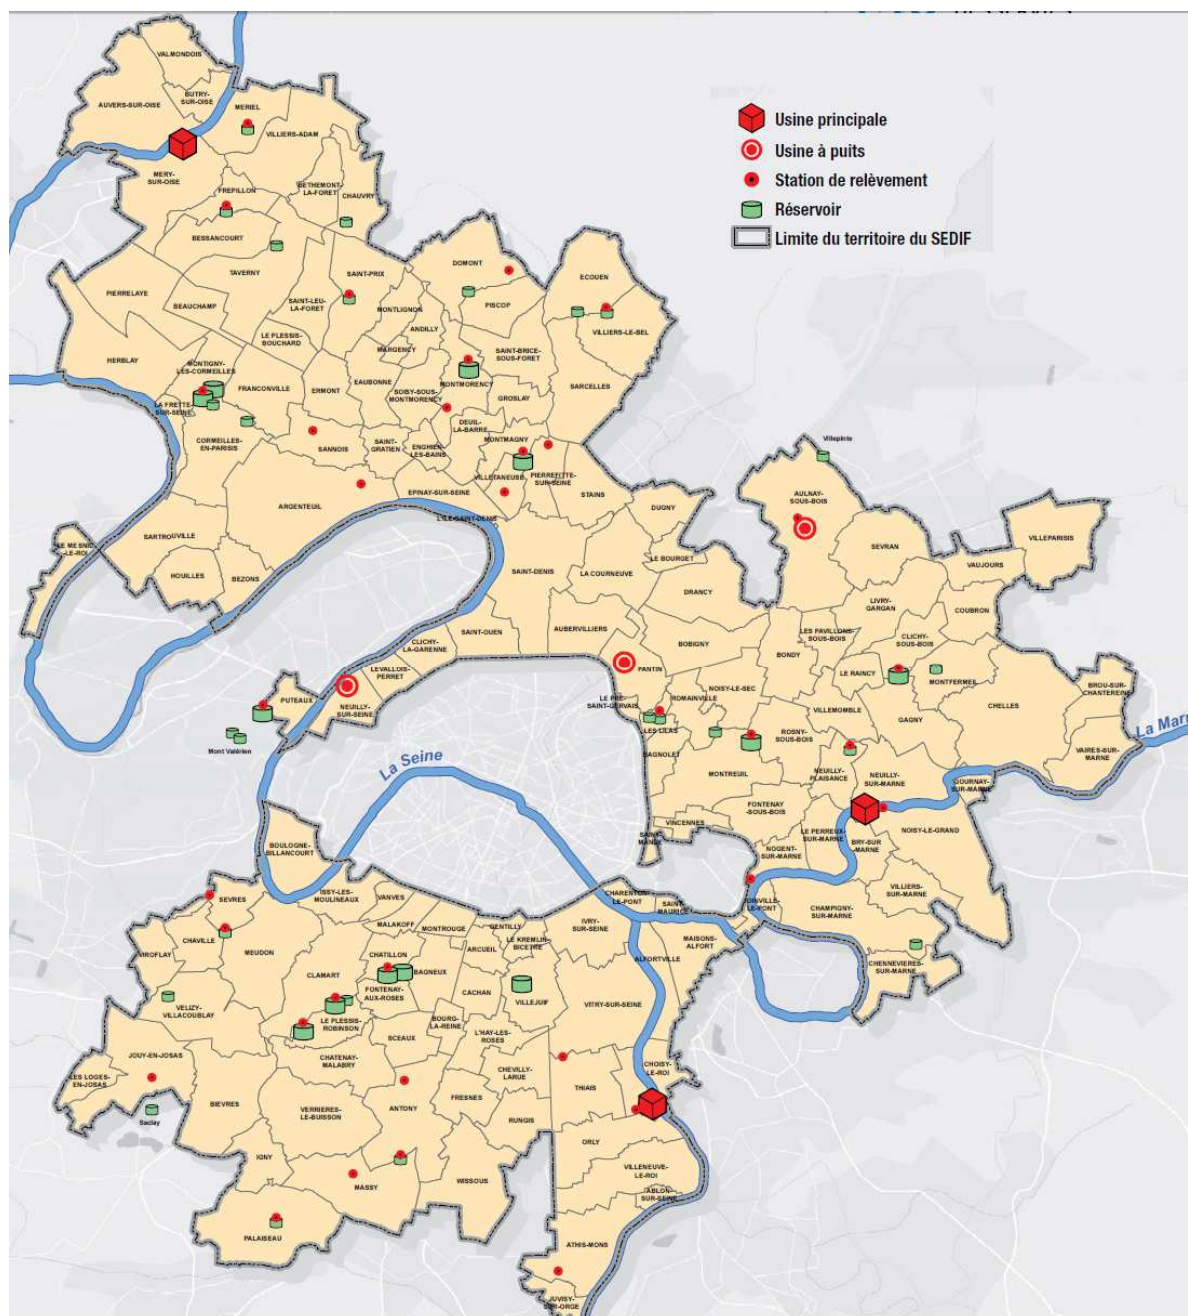 Usine principale
Usine à puits
Station de relèvement
Réservoir
Limite du territoire du SEDIF
VALMONDOIS
BUTRY-
SUR-OISE
AUVERS-SUR-OISE
MERIEL
VILLIERS-ADAM
MERY-
SUR-OISE
FREPILLON
BETHEMONT-
LA-FORET
CHAUVRY
BESSANCOURT
TAVERNY
SAINT-PRIX
DOMONT
ECOUEN
PISCOP
PIERRELAYE
BEAUCHAMP
SAINT-LEU-
LA-FORET
MONTLIGNON
ANDILLY
VILLIERS-LE-BEL
LE PLESSIS-
BOUCHARD
MARGENCY
SAINT-BRICE-
SOUS-FORET
HERBLAY
MONTIGNY-
LES-CORMEILLES
FRANCONVILLE
ERMONT
EAUBONNE
SOISY-SOUS-
MONTMORENCY
MONTMORENCY
GROSLAY
SARCELLES
LA FRETTE-
SUR-SEINE
CORMEILLES-
EN-PARISIS
SANNOIS
SAINT-
GRATIEN
ENGHIEN-
LES-BAINS
DEUIL-
LA-BARRE
MONTMAGNY
VILLETANEUSE
PIERREFITTE-
SUR-SEINE
STAINS
Villepinte
AULNAY-
SOUS-BOIS
ARGENTEUIL
EPINAY-SUR-SEINE
L'ILE-SAINT-DENIS
DUGNY
SARTROUVILLE
LE MESNIL-
LE-ROI
HOUILLES
BEZONS
SAINT-DENIS
LA COURNEUVE
LE BOURGET
DRANCY
SEVRAN
VILLEPARISIS
VAUJOURS
COUBRON
LIVRY-
GARGAN
LES PAVILLONS-
SOUS-BOIS
CLICHY-
SOUS-BOIS
SAINT-OUEN
AUBERVILLIERS
BOBIGNY
BONDY
CLICHY-
LA-GARENNE
LEVALLOIS-
PERRET
PANTIN
LE RAINCY
MONTFERMEIL
BROU-SUR-
CHANTEREINE
PUTEAUX
NEUILLY-
SUR-SEINE
LE PRE-
SAINT-GERVAIS
ROMAINVILLE
NOISY-LE-SEC
VILLEMOMBLE
GAGNY
CHELLES
La Marne
Mont Valérien
LES LILAS
BAGNOLET
ROSNY-
SOUS-BOIS
VAIRES-SUR-
MARNE
La Seine
MONTREUIL
NEUILLY-
PLAISANCE
NEUILLY-
SUR-MARNE
GOURNAY-
SUR-MARNE
FONTENAY
-SOUS-BOIS
VINCENNES
SAINT-
MANDE
LE PERREUX-
SUR-MARNE
BRY-SUR
-MARNE
NOISY-LE-GRAND
NOGENT-
SUR-MARNE
BOULOGNE-
BILLANCOURT
VILLIERS-
SUR-MARNE
CHARENTON-
LE-PONT
SAINT-
MAURICE
JOINVILLE-
LE-PONT
CHAMPIGNY-
SUR-MARNE
SEVRES
ISSY-LES-
MOULINEAUX
VANVES
MALAKOFF
MONTROUGE
GENTILLY
LE KREMLIN-
BICETRE
IVRY-
SUR-SEINE
MAISONS-
ALFORT
ALFORTVILLE
CHENNEVIERES-
SUR-MARNE
CHAVILLE
VIROFLAY
MEUDON
CLAMART
CHATILLON
BAGNEUX
ARCUEIL
FONTENAY-
AUX-ROSES
CACHAN
VILLEJUIF
VITRY-SUR-SEINE
VELIZY-
VILLACOUBLAY
LE PLESSIS-
ROBINSON
BOURG-
LA-REINE
SCEAUX
L'HAY-LES-
ROSES
JOUY-EN-JOSAS
LES LOGES-
EN-JOSAS
CHATENAY-
MALABRY
CHEVILLY-
LARUE
THIAIS
CHOISY-
LE-ROI
BIEVRES
VERRIERES-
LE-BUISSON
ANTONY
FRESNES
RUNGIS
Saclay
ORLY
IGNY
MASSY
WISSOUS
VILLENEUVE-
LE-ROI
ABLON-
SUR-SEINE
PALAISEAU
ATHIS-MONS
JUVISY-
SUR-ORGE